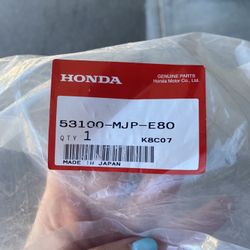 HONDA
GENUINE PARTS
Honda Motor Co., Ltd.
53100-MJP-E80
QTY 1
K8C07
MADE IN JAPAN